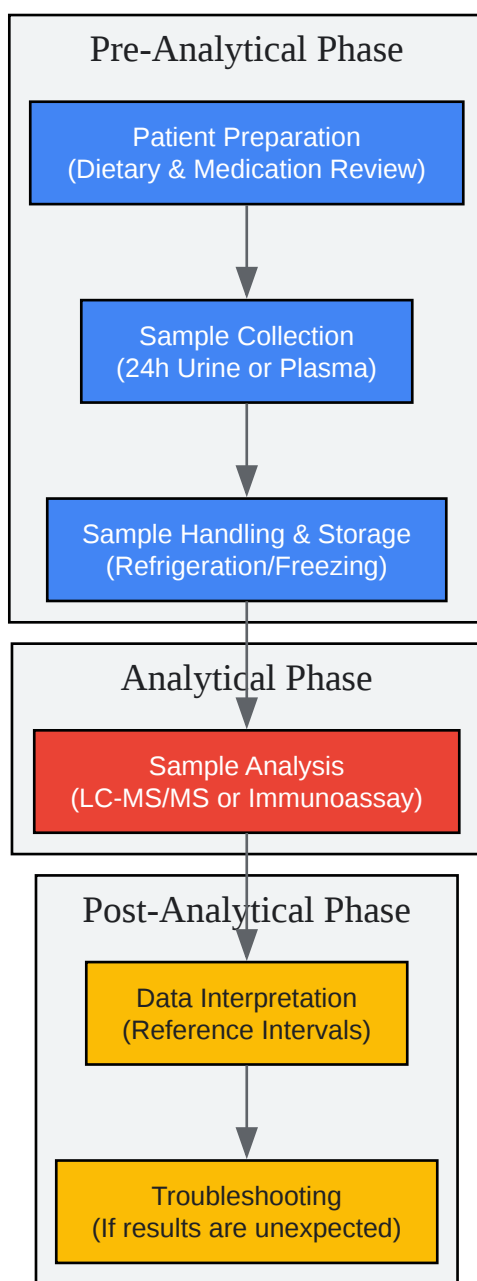 Pre-Analytical Phase
Patient Preparation
(Dietary & Medication Review)
Sample Collection
(24h Urine or Plasma)
Sample Handling & Storage
(Refrigeration/Freezing)
Analytical Phase
Sample Analysis
(LC-MS/MS or Immunoassay)
Post-Analytical Phase
Data Interpretation
(Reference Intervals)
Troubleshooting
(If results are unexpected)